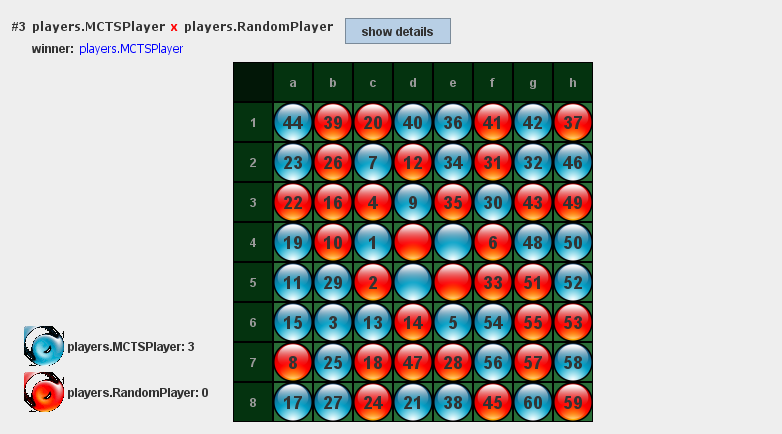 #3 players.MCTSPlayer x players.RandomPlayer
show details
winner: players.MCTSPlayer
a b c d e f g h
1 44 39 20 40 36 41 42 37
2 23 26 7 12 34 31 32 46
3 22 16 4 9 35 30 43 49
4 19 10 1 6 48 50
5 11 29 2 33 51 52
6 15 3 13 14 5 54 55 53
7 8 25 18 47 28 56 57 58
8 17 27 24 21 38 45 60 59
players.MCTSPlayer: 3
players.RandomPlayer: 0